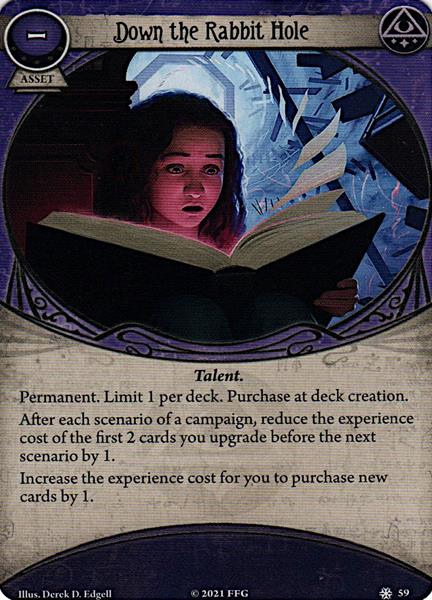 –
Down the Rabbit Hole
ASSET
Talent.
Permanent. Limit 1 per deck. Purchase at deck creation.
After each scenario of a campaign, reduce the experience
cost of the first 2 cards you upgrade before the next
scenario by 1.
Increase the experience cost for you to purchase new
cards by 1.
Illus. Derek D. Edgell
© 2021 FFG
59